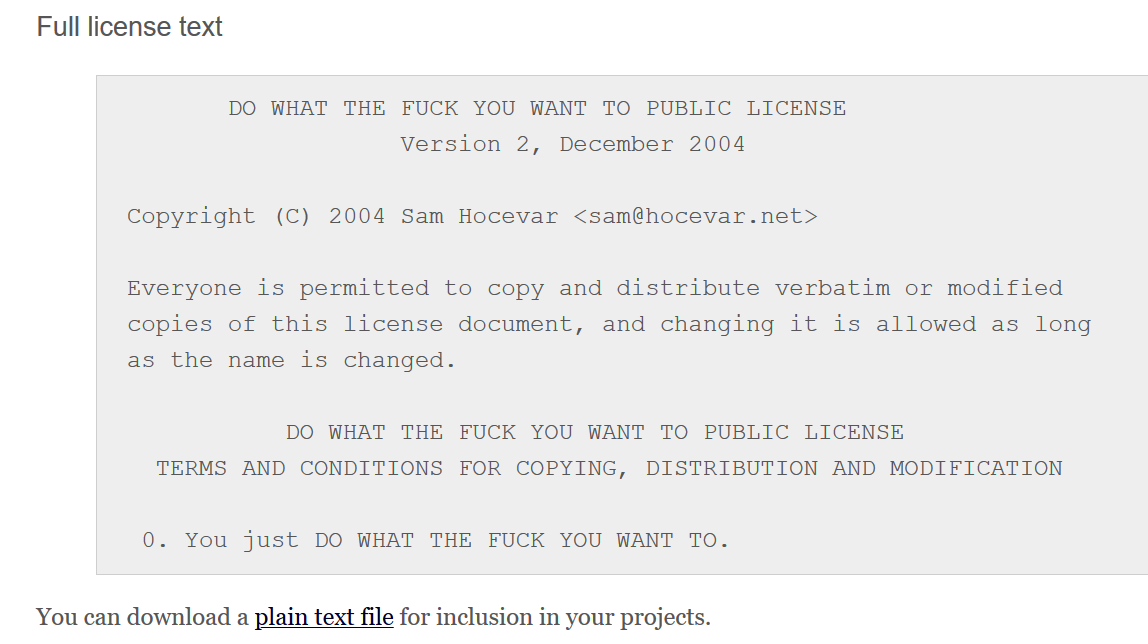 Full license text
DO WHAT THE FUCK YOU WANT TO PUBLIC LICENSE
Version 2, December 2004
Copyright (C) 2004 Sam Hocevar <sam@hocevar.net>
Everyone is permitted to copy and distribute verbatim or modified
copies of this license document, and changing it is allowed as long
as the name is changed.
DO WHAT THE FUCK YOU WANT TO PUBLIC LICENSE
TERMS AND CONDITIONS FOR COPYING, DISTRIBUTION AND MODIFICATION
0. You just DO WHAT THE FUCK YOU WANT TO.
You can download a plain text file for inclusion in your projects.